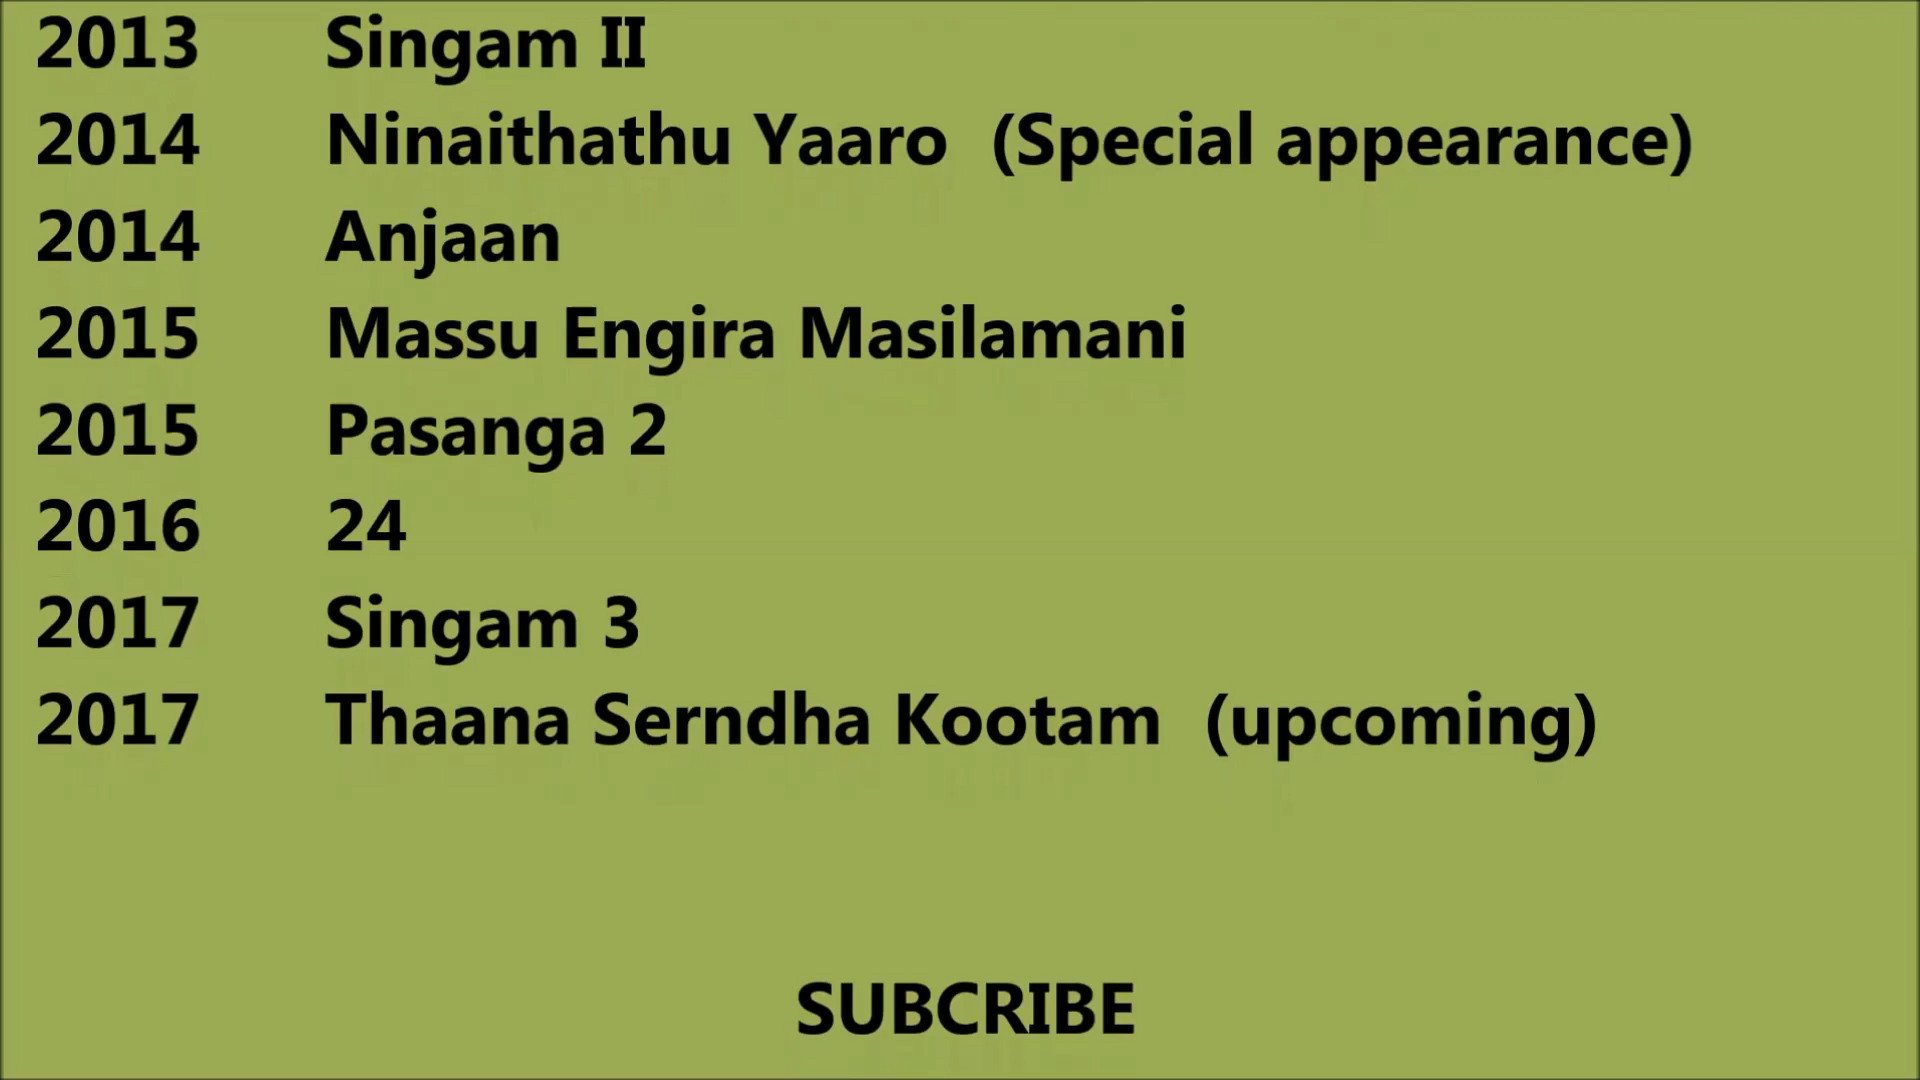 2013 Singam II
2014 Ninaithathu Yaaro (Special appearance)
2014 Anjaan
2015 Massu Engira Masilamani
2015 Pasanga 2
2016 24
2017 Singam 3
2017 Thaana Serndha Kootam (upcoming)
SUBCRIBE